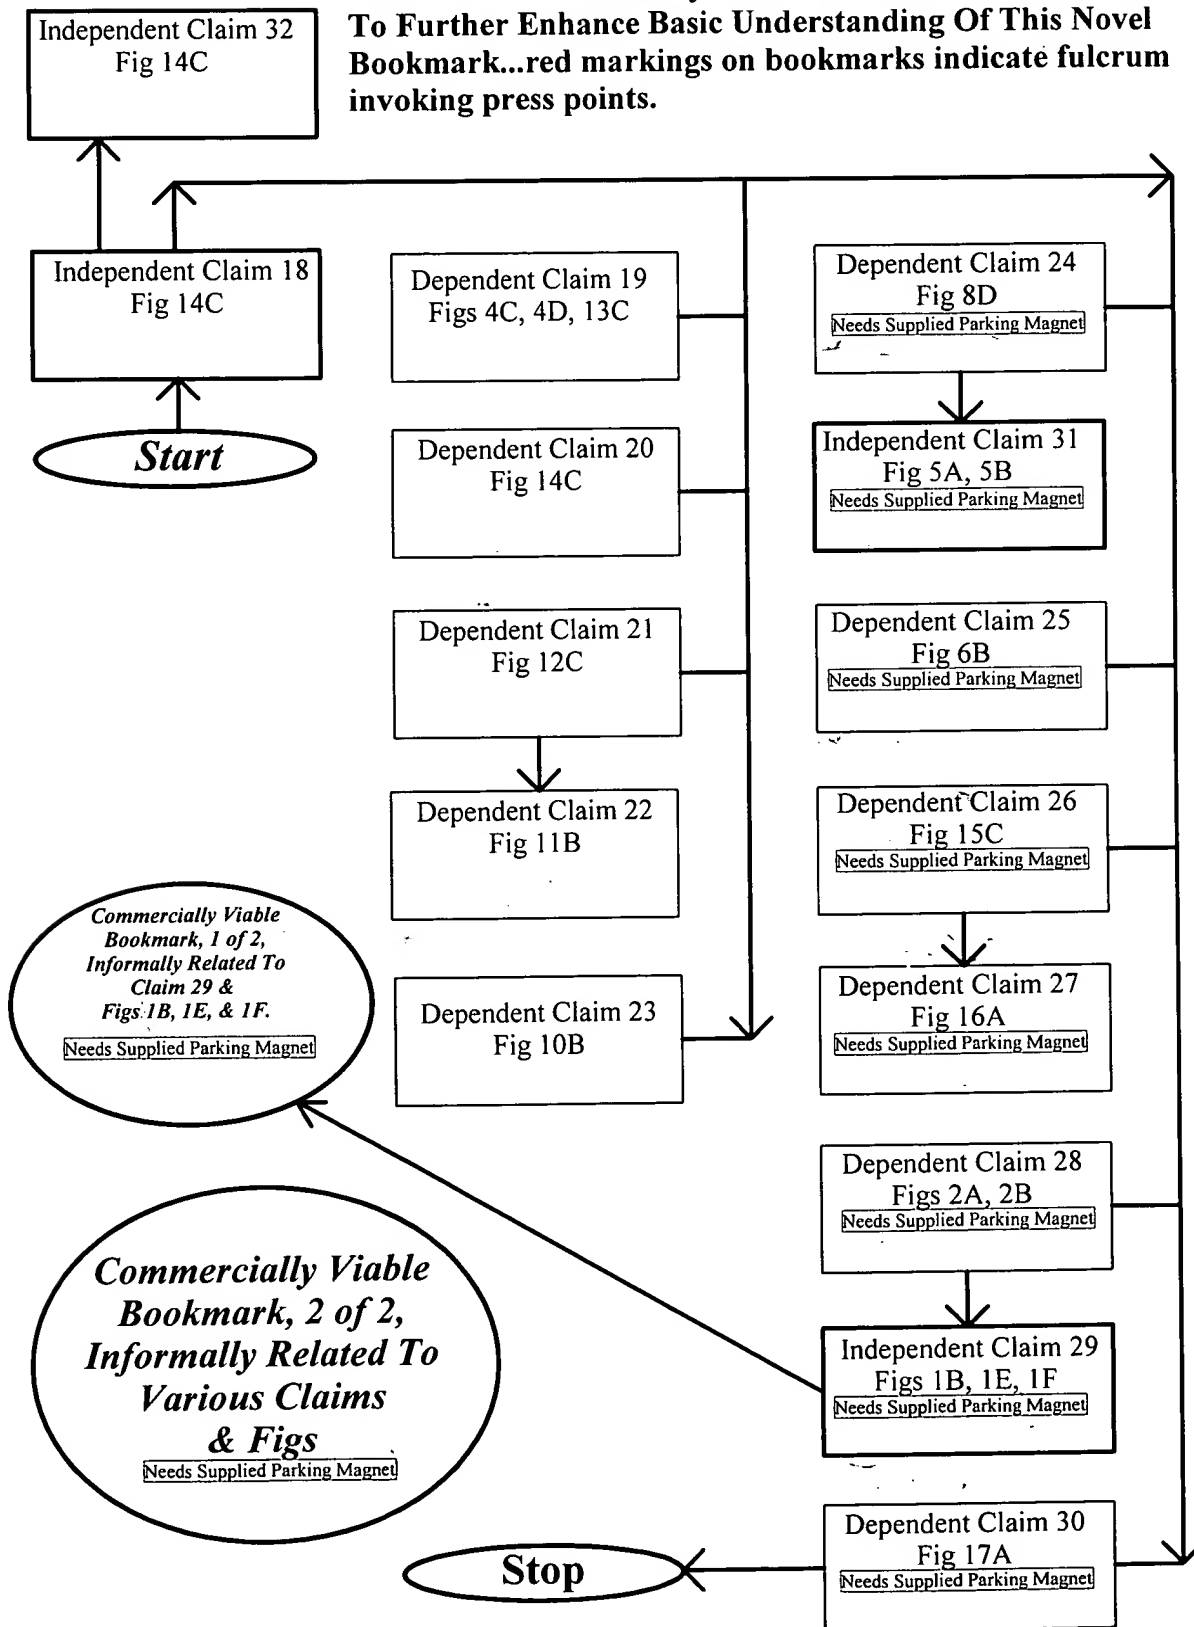 To Further Enhance Basic Understanding Of This Novel
Bookmark...red markings on bookmarks indicate fulcrum
invoking press points.
Independent Claim 32
Fig 14C
Independent Claim 18
Fig 14C
Start
Dependent Claim 19
Figs 4C, 4D, 13C
Dependent Claim 20
Fig 14C
Dependent Claim 21
Fig 12C
Dependent Claim 22
Fig 11B
Dependent Claim 23
Fig 10B
Dependent Claim 24
Fig 8D
Needs Supplied Parking Magnet
Independent Claim 31
Fig 5A, 5B
Needs Supplied Parking Magnet
Dependent Claim 25
Fig 6B
Needs Supplied Parking Magnet
Dependent Claim 26
Fig 15C
Needs Supplied Parking Magnet
Dependent Claim 27
Fig 16A
Needs Supplied Parking Magnet
Dependent Claim 28
Figs 2A, 2B
Needs Supplied Parking Magnet
Independent Claim 29
Figs 1B, 1E, 1F
Needs Supplied Parking Magnet
Dependent Claim 30
Fig 17A
Needs Supplied Parking Magnet
Commercially Viable
Bookmark, 1 of 2,
Informally Related To
Claim 29 &
Figs 1B, 1E, & 1F.
Needs Supplied Parking Magnet
Commercially Viable
Bookmark, 2 of 2,
Informally Related To
Various Claims
& Figs
Needs Supplied Parking Magnet
Stop